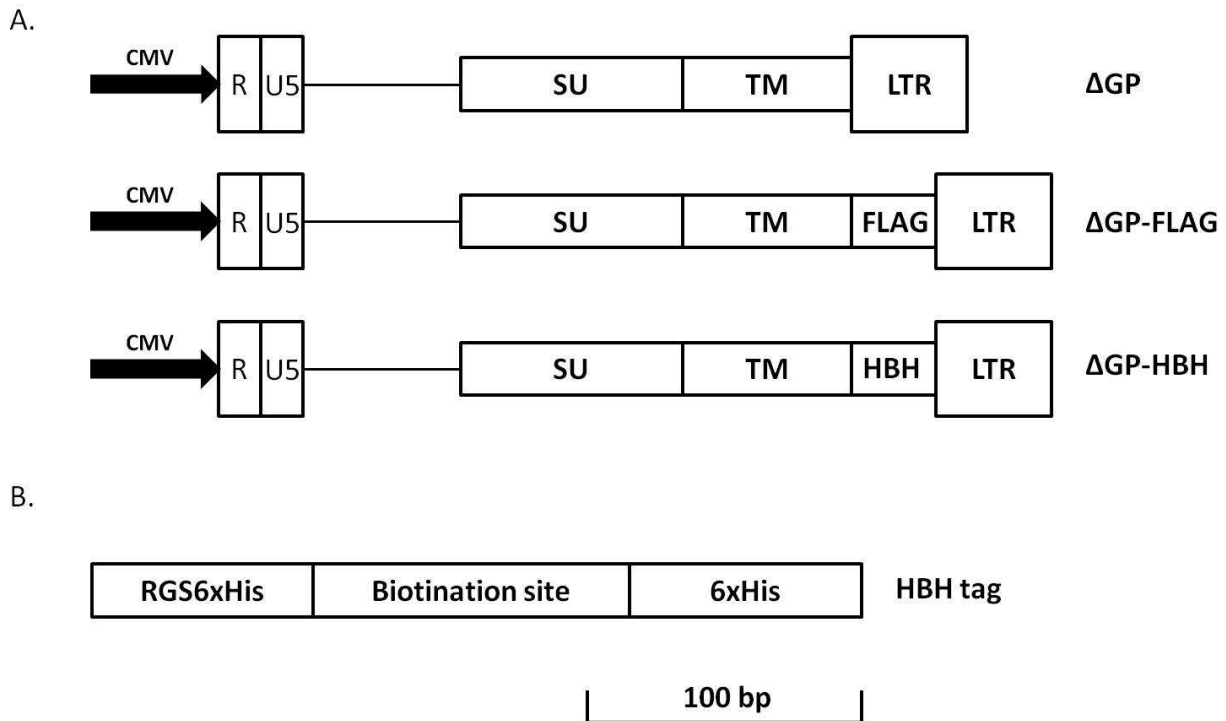 A.
CMV
R U5 SU TM LTR ΔGP
CMV
R U5 SU TM FLAG LTR ΔGP-FLAG
CMV
R U5 SU TM HBH LTR ΔGP-HBH
B.
RGS6xHis Biotination site 6xHis HBH tag
100 bp